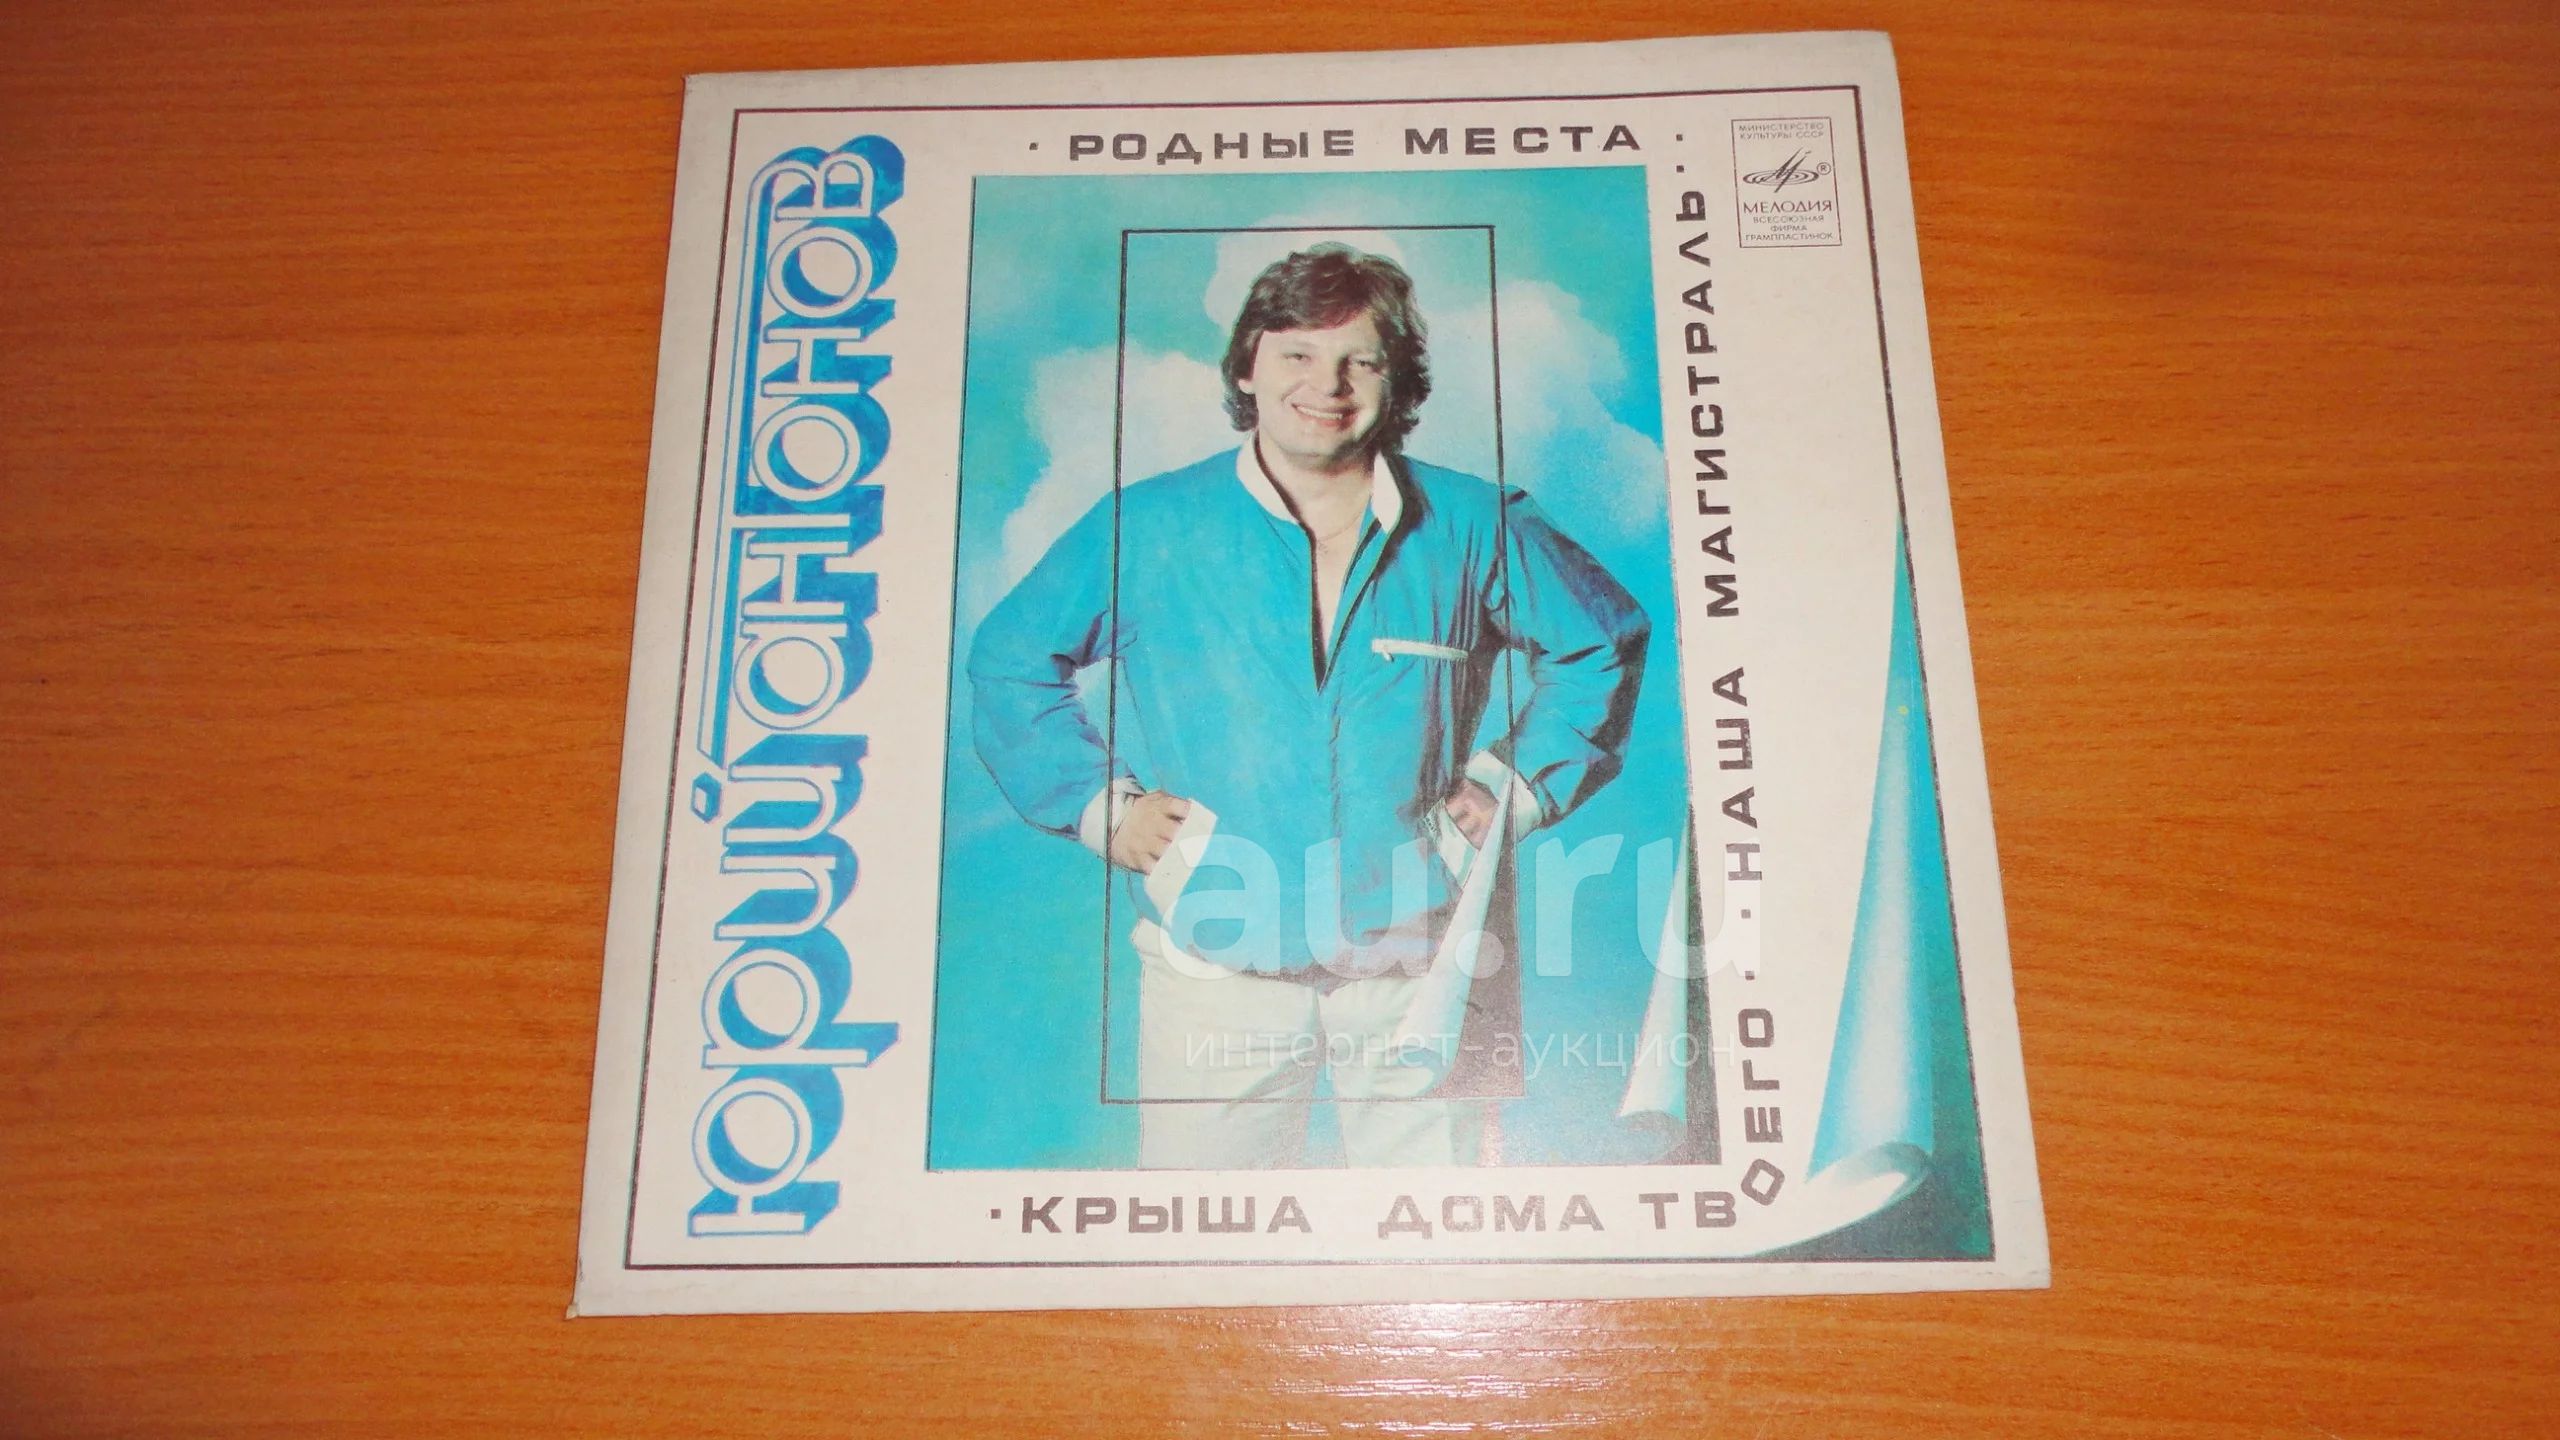 Юрий Антонов
· РОДНЫЕ МЕСТА ·
· КРЫША ДОМА ТВОЕГО ·
· НАША МАГИСТРАЛЬ ·
МИНИСТЕРСТВО
КУЛЬТУРЫ СССР
®
МЕЛОДИЯ
ВСЕСОЮЗНАЯ
ФИРМА
ГРАМПЛАСТИНОК
au.ru
интернет-аукцион